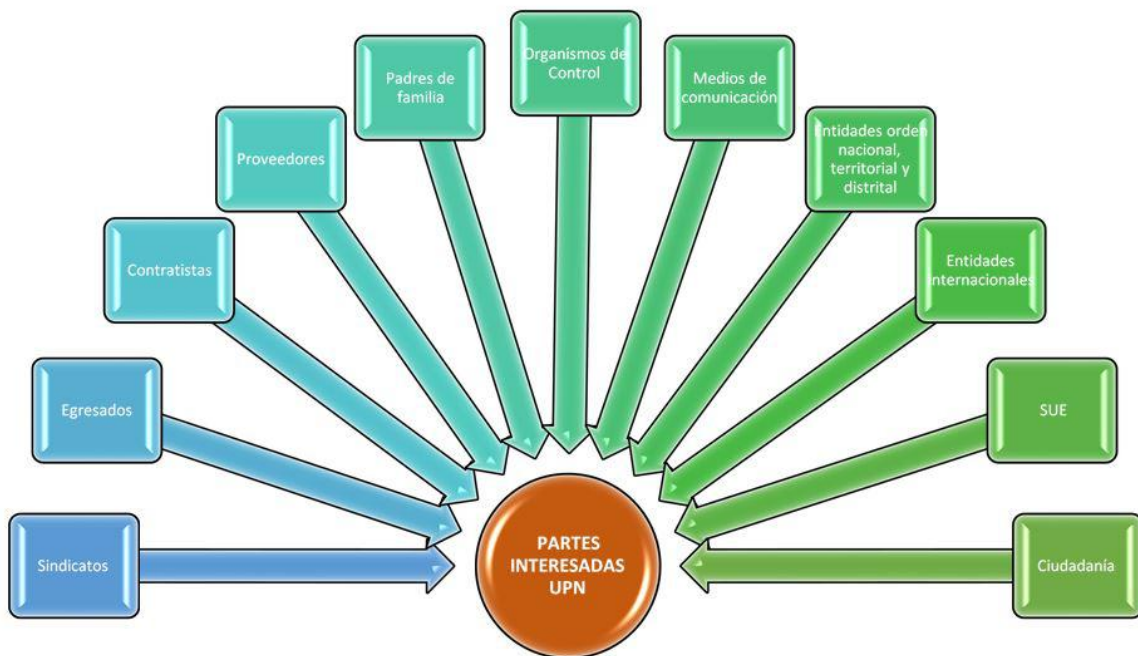 Sindicatos
Egresados
Contratistas
Proveedores
Padres de
familia
Organismos de
Control
Medios de
comunicación
Entidades orden
nacional,
territorial y
distrital
Entidades
internacionales
SUE
Ciudadanía
PARTES
INTERESADAS
UPN